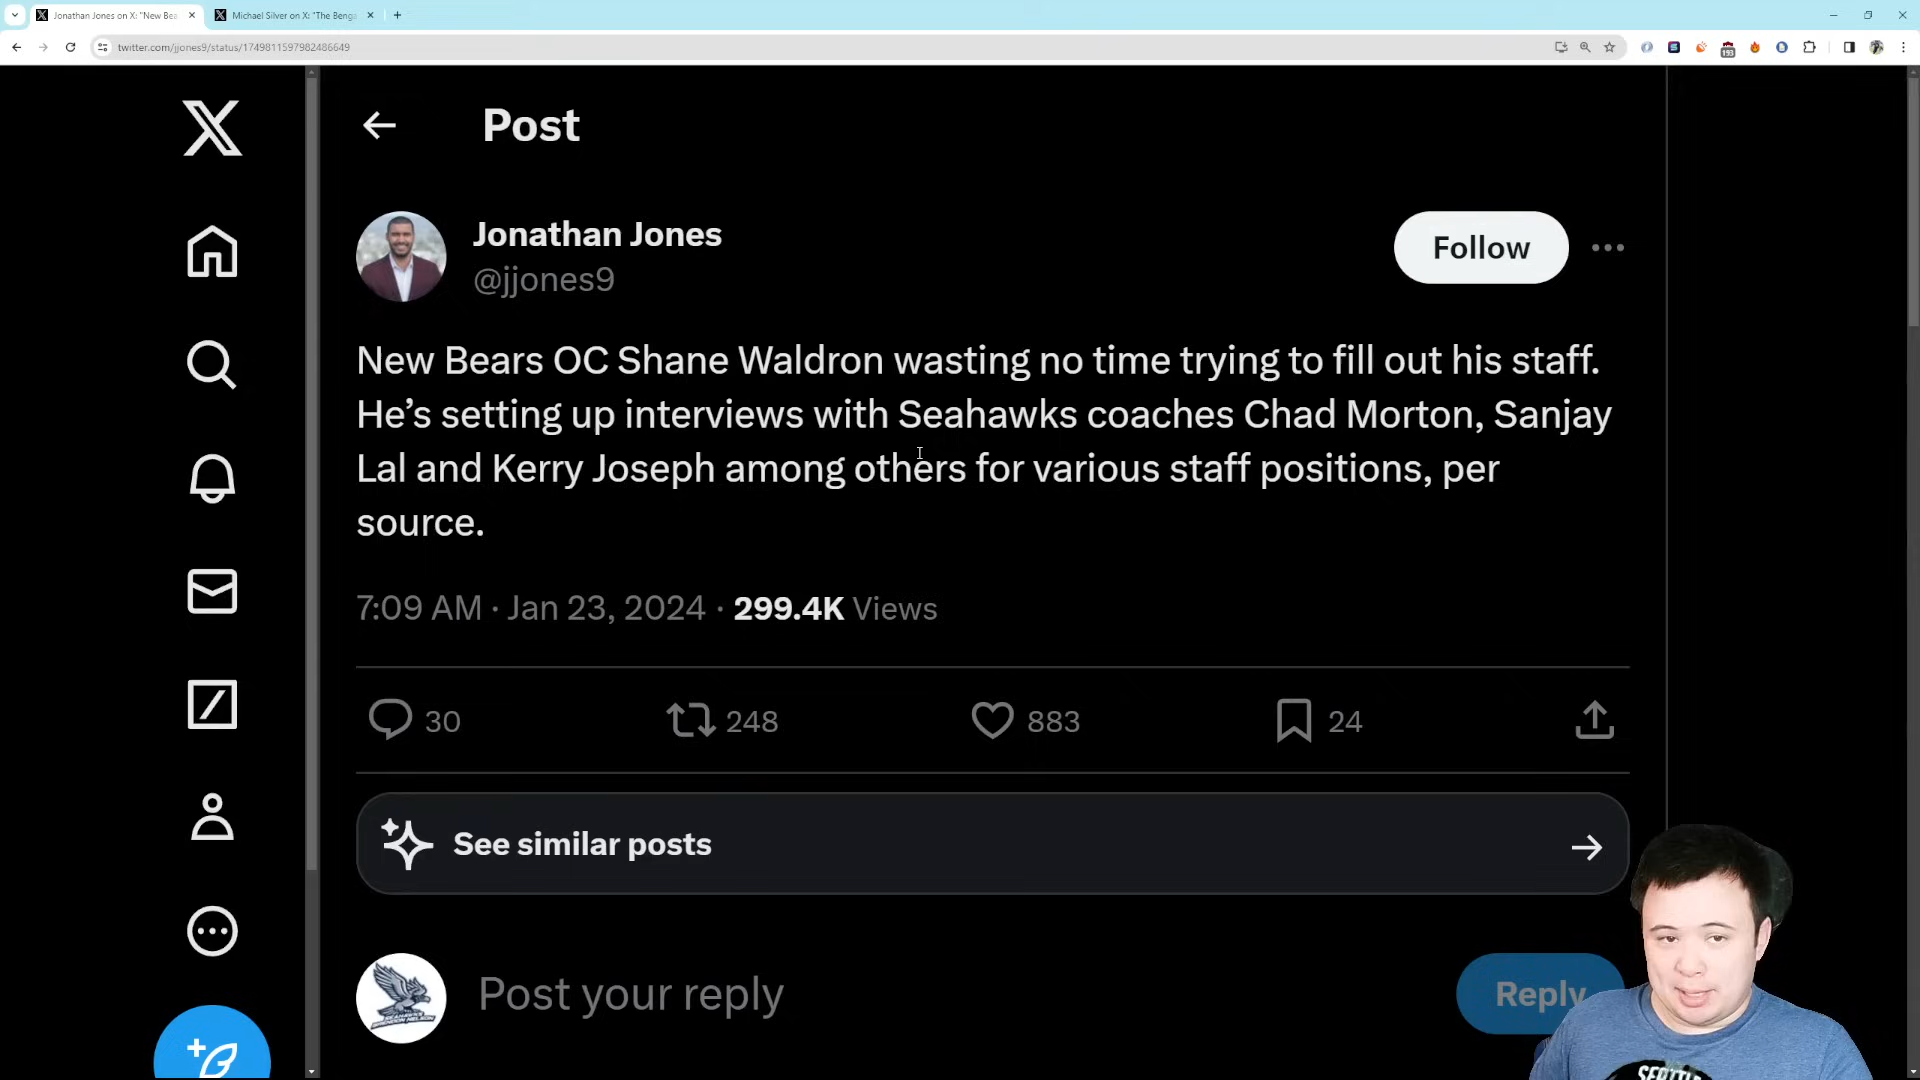 Jonathan Jones on X: "New Bea
Michael Silver on X: "The Benga
twitter.com/jjones9/status/1749811597982486649
193
Post
Jonathan Jones
@jjones9
Follow
New Bears OC Shane Waldron wasting no time trying to fill out his staff.
He's setting up interviews with Seahawks coaches Chad Morton, Sanjay
Lal and Kerry Joseph among others for various staff positions, per
source.
7:09 AM · Jan 23, 2024 · 299.4K Views
30 248 883 24
See similar posts
Post your reply
Reply
SEATTLE